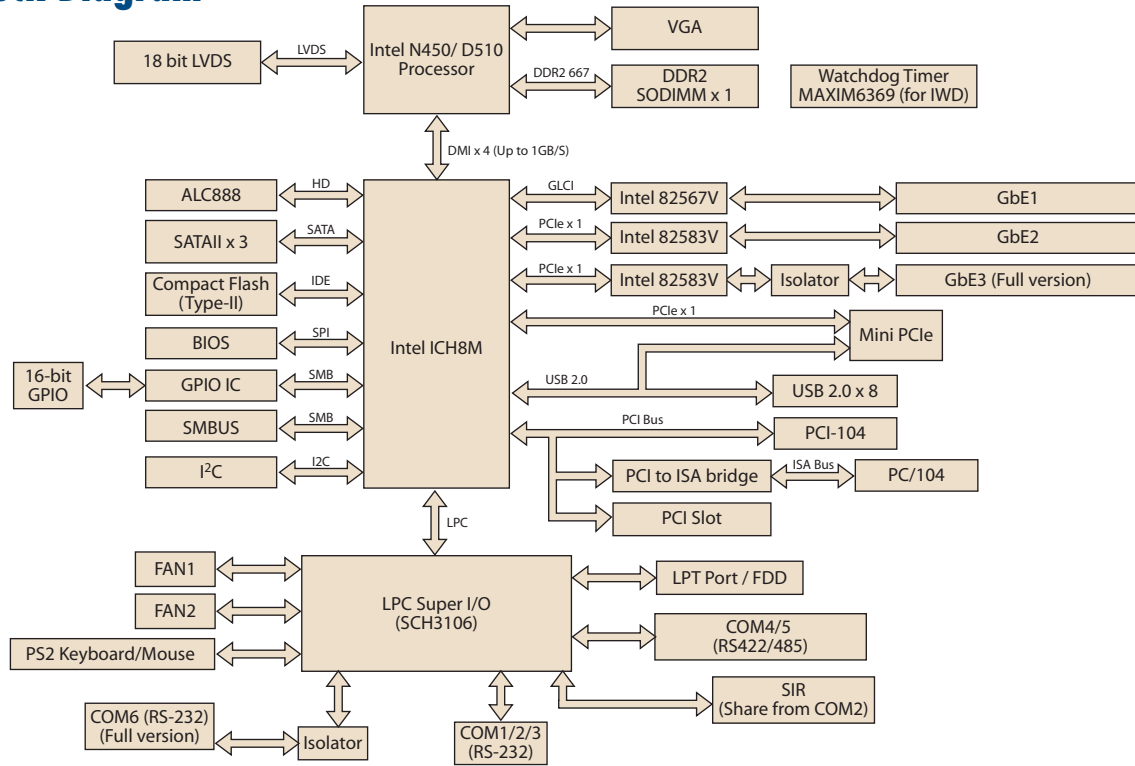 18 bit LVDS
LVDS
Intel N450/ D510
Processor
VGA
DDR2 667
DDR2
SODIMM x 1
Watchdog Timer
MAXIM6369 (for IWD)
DMI x 4 (Up to 1GB/S)
ALC888
HD
SATAII x 3
SATA
Compact Flash
(Type-II)
IDE
BIOS
SPI
16-bit
GPIO
GPIO IC
SMB
SMBUS
SMB
I²C
I2C
Intel ICH8M
GLCI
Intel 82567V
GbE1
PCIe x 1
Intel 82583V
GbE2
PCIe x 1
Intel 82583V
Isolator
GbE3 (Full version)
PCIe x 1
Mini PCIe
USB 2.0
USB 2.0 x 8
PCI Bus
PCI-104
PCI to ISA bridge
ISA Bus
PC/104
PCI Slot
LPC
FAN1
FAN2
PS2 Keyboard/Mouse
LPC Super I/O
(SCH3106)
LPT Port / FDD
COM4/5
(RS422/485)
SIR
(Share from COM2)
COM6 (RS-232)
(Full version)
Isolator
COM1/2/3
(RS-232)